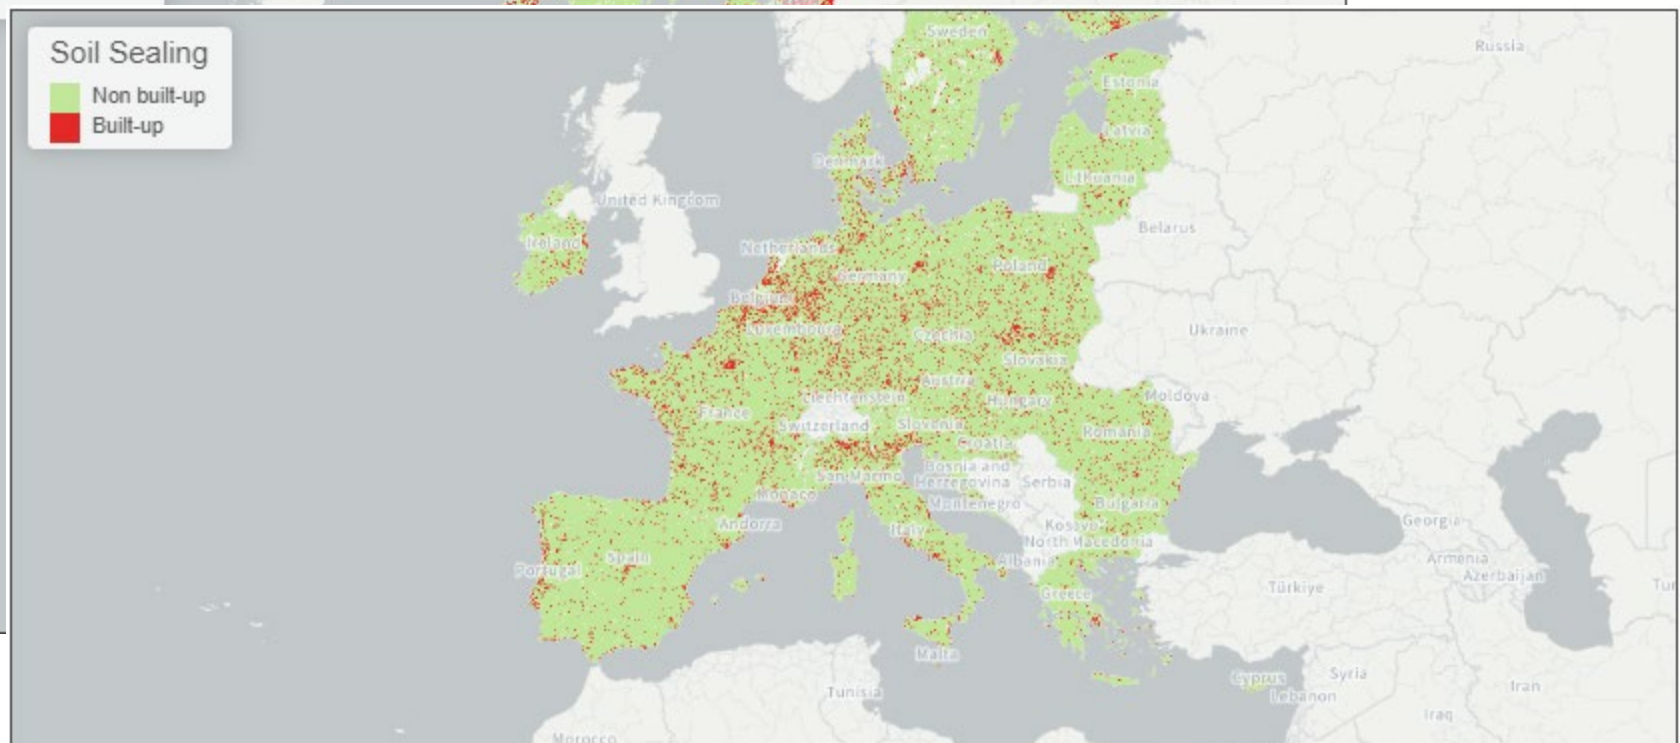 Soil Sealing
Non built-up
Built-up
Sweden
Russia
Estonia
Latvia
Denmark
Lithuania
United Kingdom
Belarus
Ireland
Netherlands
Germany
Poland
Belgium
Luxembourg
Czechia
Ukraine
Slovakia
Austria
Liechtenstein
Hungary
Moldova
France
Switzerland
Slovenia
Romania
Croatia
San Marino
Bosnia and
Herzegovina
Serbia
Monaco
Montenegro
Bulgaria
Andorra
Italy
Kosovo
Georgia
North Macedonia
Spain
Albania
Armenia
Portugal
Azerbaijan
Türkiye
Greece
Malta
Cyprus
Syria
Tunisia
Lebanon
Iran
Iraq
Morocco